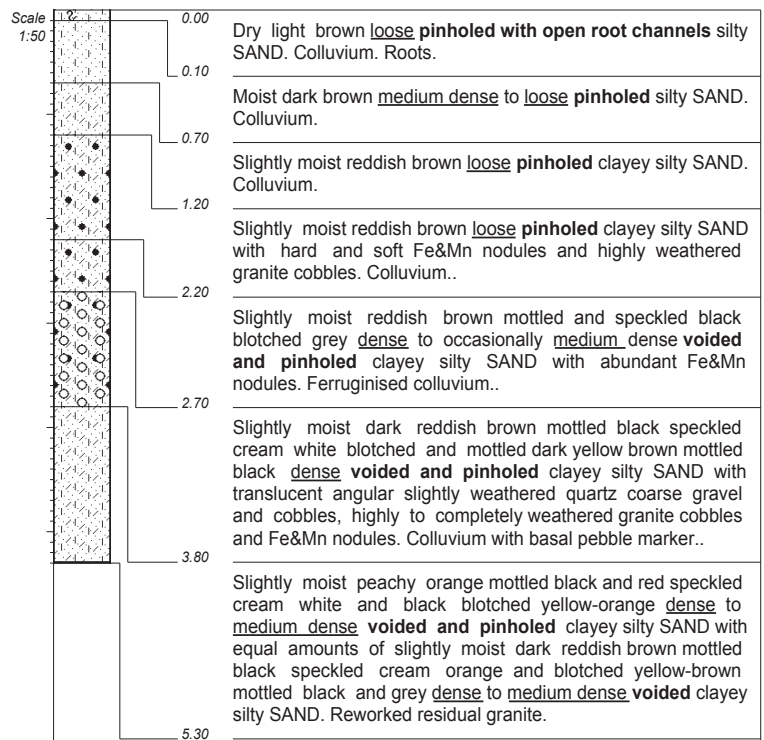 Scale
1:50
0.00
Dry light brown loose pinholed with open root channels silty
SAND. Colluvium. Roots.
0.10
Moist dark brown medium dense to loose pinholed silty SAND.
Colluvium.
0.70
Slightly moist reddish brown loose pinholed clayey silty SAND.
Colluvium.
1.20
Slightly moist reddish brown loose pinholed clayey silty SAND
with hard and soft Fe&Mn nodules and highly weathered
granite cobbles. Colluvium..
2.20
Slightly moist reddish brown mottled and speckled black
blotched grey dense to occasionally medium dense voided
and pinholed clayey silty SAND with abundant Fe&Mn
nodules. Ferruginised colluvium..
2.70
Slightly moist dark reddish brown mottled black speckled
cream white blotched and mottled dark yellow brown mottled
black dense voided and pinholed clayey silty SAND with
translucent angular slightly weathered quartz coarse gravel
and cobbles, highly to completely weathered granite cobbles
and Fe&Mn nodules. Colluvium with basal pebble marker..
3.80
Slightly moist peachy orange mottled black and red speckled
cream white and black blotched yellow-orange dense to
medium dense voided and pinholed clayey silty SAND with
equal amounts of slightly moist dark reddish brown mottled
black speckled cream orange and blotched yellow-brown
mottled black and grey dense to medium dense voided clayey
silty SAND. Reworked residual granite.
5.30